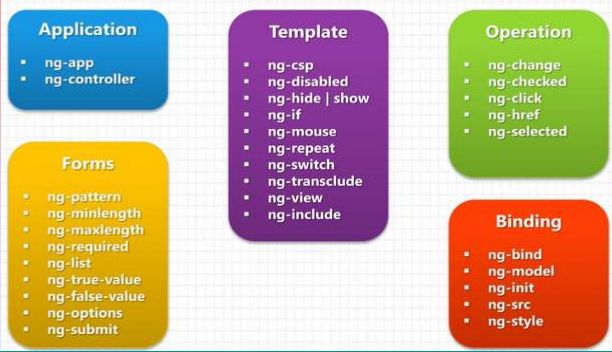 Application
▪ ng-app
▪ ng-controller
Forms
▪ ng-pattern
▪ ng-minlength
▪ ng-maxlength
▪ ng-required
▪ ng-list
▪ ng-true-value
▪ ng-false-value
▪ ng-options
▪ ng-submit
Template
▪ ng-csp
▪ ng-disabled
▪ ng-hide | show
▪ ng-if
▪ ng-mouse
▪ ng-repeat
▪ ng-switch
▪ ng-transclude
▪ ng-view
▪ ng-include
Operation
▪ ng-change
▪ ng-checked
▪ ng-click
▪ ng-href
▪ ng-selected
Binding
▪ ng-bind
▪ ng-model
▪ ng-init
▪ ng-src
▪ ng-style